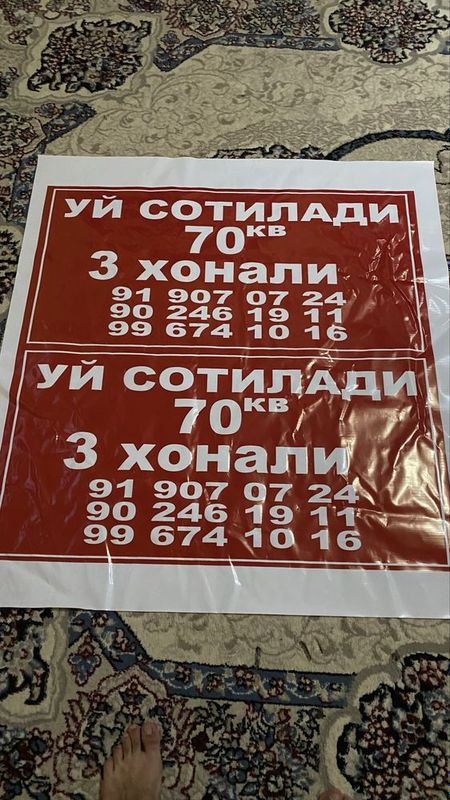 УЙ СОТИЛАДИ
70кв
3 хонали
91 907 07 24
90 246 19 11
99 674 10 16
УЙ СОТИЛАДИ
70кв
3 хонали
91 907 07 24
90 246 19 11
99 674 10 16